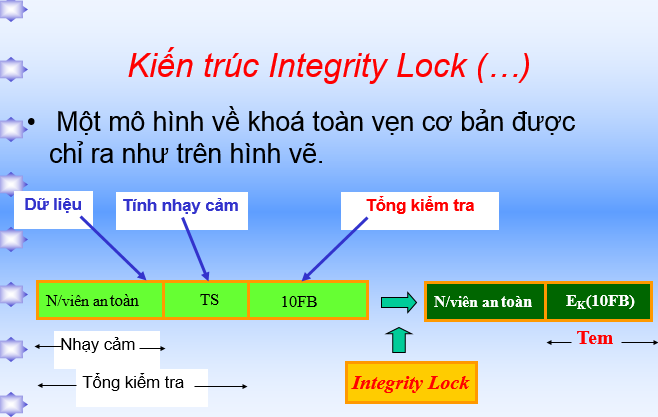 Kiến trúc Integrity Lock (…)
• Một mô hình về khoá toàn vẹn cơ bản được
chỉ ra như trên hình vẽ.
Dữ liệu
Tính nhạy cảm
Tổng kiểm tra
N/viên an toàn
TS
10FB
N/viên an toàn
EK(10FB)
Nhạy cảm
Tem
Tổng kiểm tra
Integrity Lock